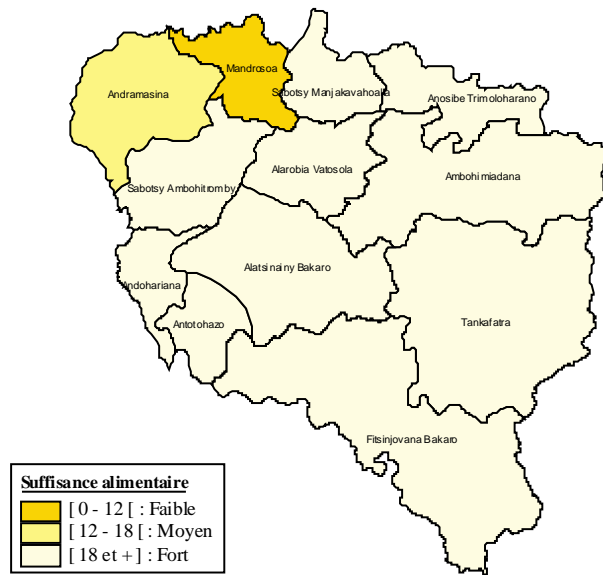 Mandrosoa
Andramasina
Sabotsy Manjakavahoaka
Anosibe Trimoloharano
Alarobia Vatosola
Ambohimiadana
Sabotsy Ambohitromby
Alatsinainy Bakaro
Andohariana
Tankafatra
Antotohazo
Fitsinjovana Bakaro
Suffisance alimentaire
[ 0 - 12 [ : Faible
[ 12 - 18 [ : Moyen
[ 18 et + ] : Fort